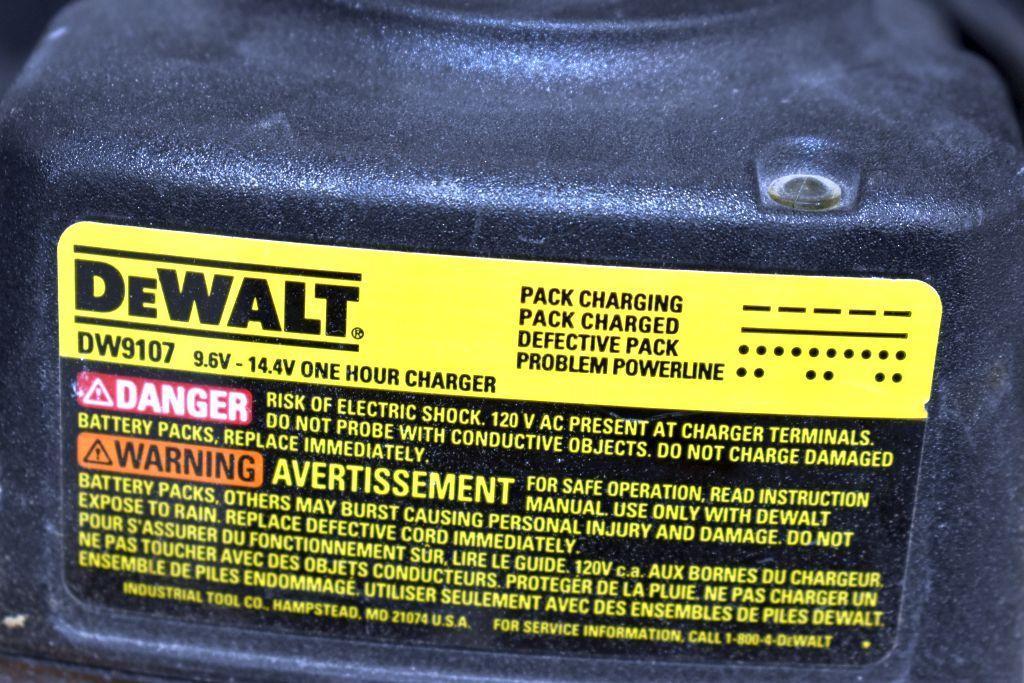 DEWALT®
DW9107 9.6V - 14.4V ONE HOUR CHARGER
PACK CHARGING
PACK CHARGED
DEFECTIVE PACK
PROBLEM POWERLINE
DANGER RISK OF ELECTRIC SHOCK. 120 V AC PRESENT AT CHARGER TERMINALS.
DO NOT PROBE WITH CONDUCTIVE OBJECTS. DO NOT CHARGE DAMAGED
BATTERY PACKS, REPLACE IMMEDIATELY.
WARNING AVERTISSEMENT FOR SAFE OPERATION, READ INSTRUCTION
MANUAL. USE ONLY WITH DEWALT
BATTERY PACKS, OTHERS MAY BURST CAUSING PERSONAL INJURY AND DAMAGE. DO NOT
EXPOSE TO RAIN. REPLACE DEFECTIVE CORD IMMEDIATELY.
POUR S'ASSURER DU FONCTIONNEMENT SÛR, LIRE LE GUIDE. 120V c.a. AUX BORNES DU CHARGEUR.
NE PAS TOUCHER AVEC DES OBJETS CONDUCTEURS. PROTEGER DE LA PLUIE. NE PAS CHARGER UN
ENSEMBLE DE PILES ENDOMMAGE. UTILISER SEULEMENT AVEC DES ENSEMBLES DE PILES DEWALT.
INDUSTRIAL TOOL CO., HAMPSTEAD, MD 21074 U.S.A. FOR SERVICE INFORMATION, CALL 1-800-4-DEWALT